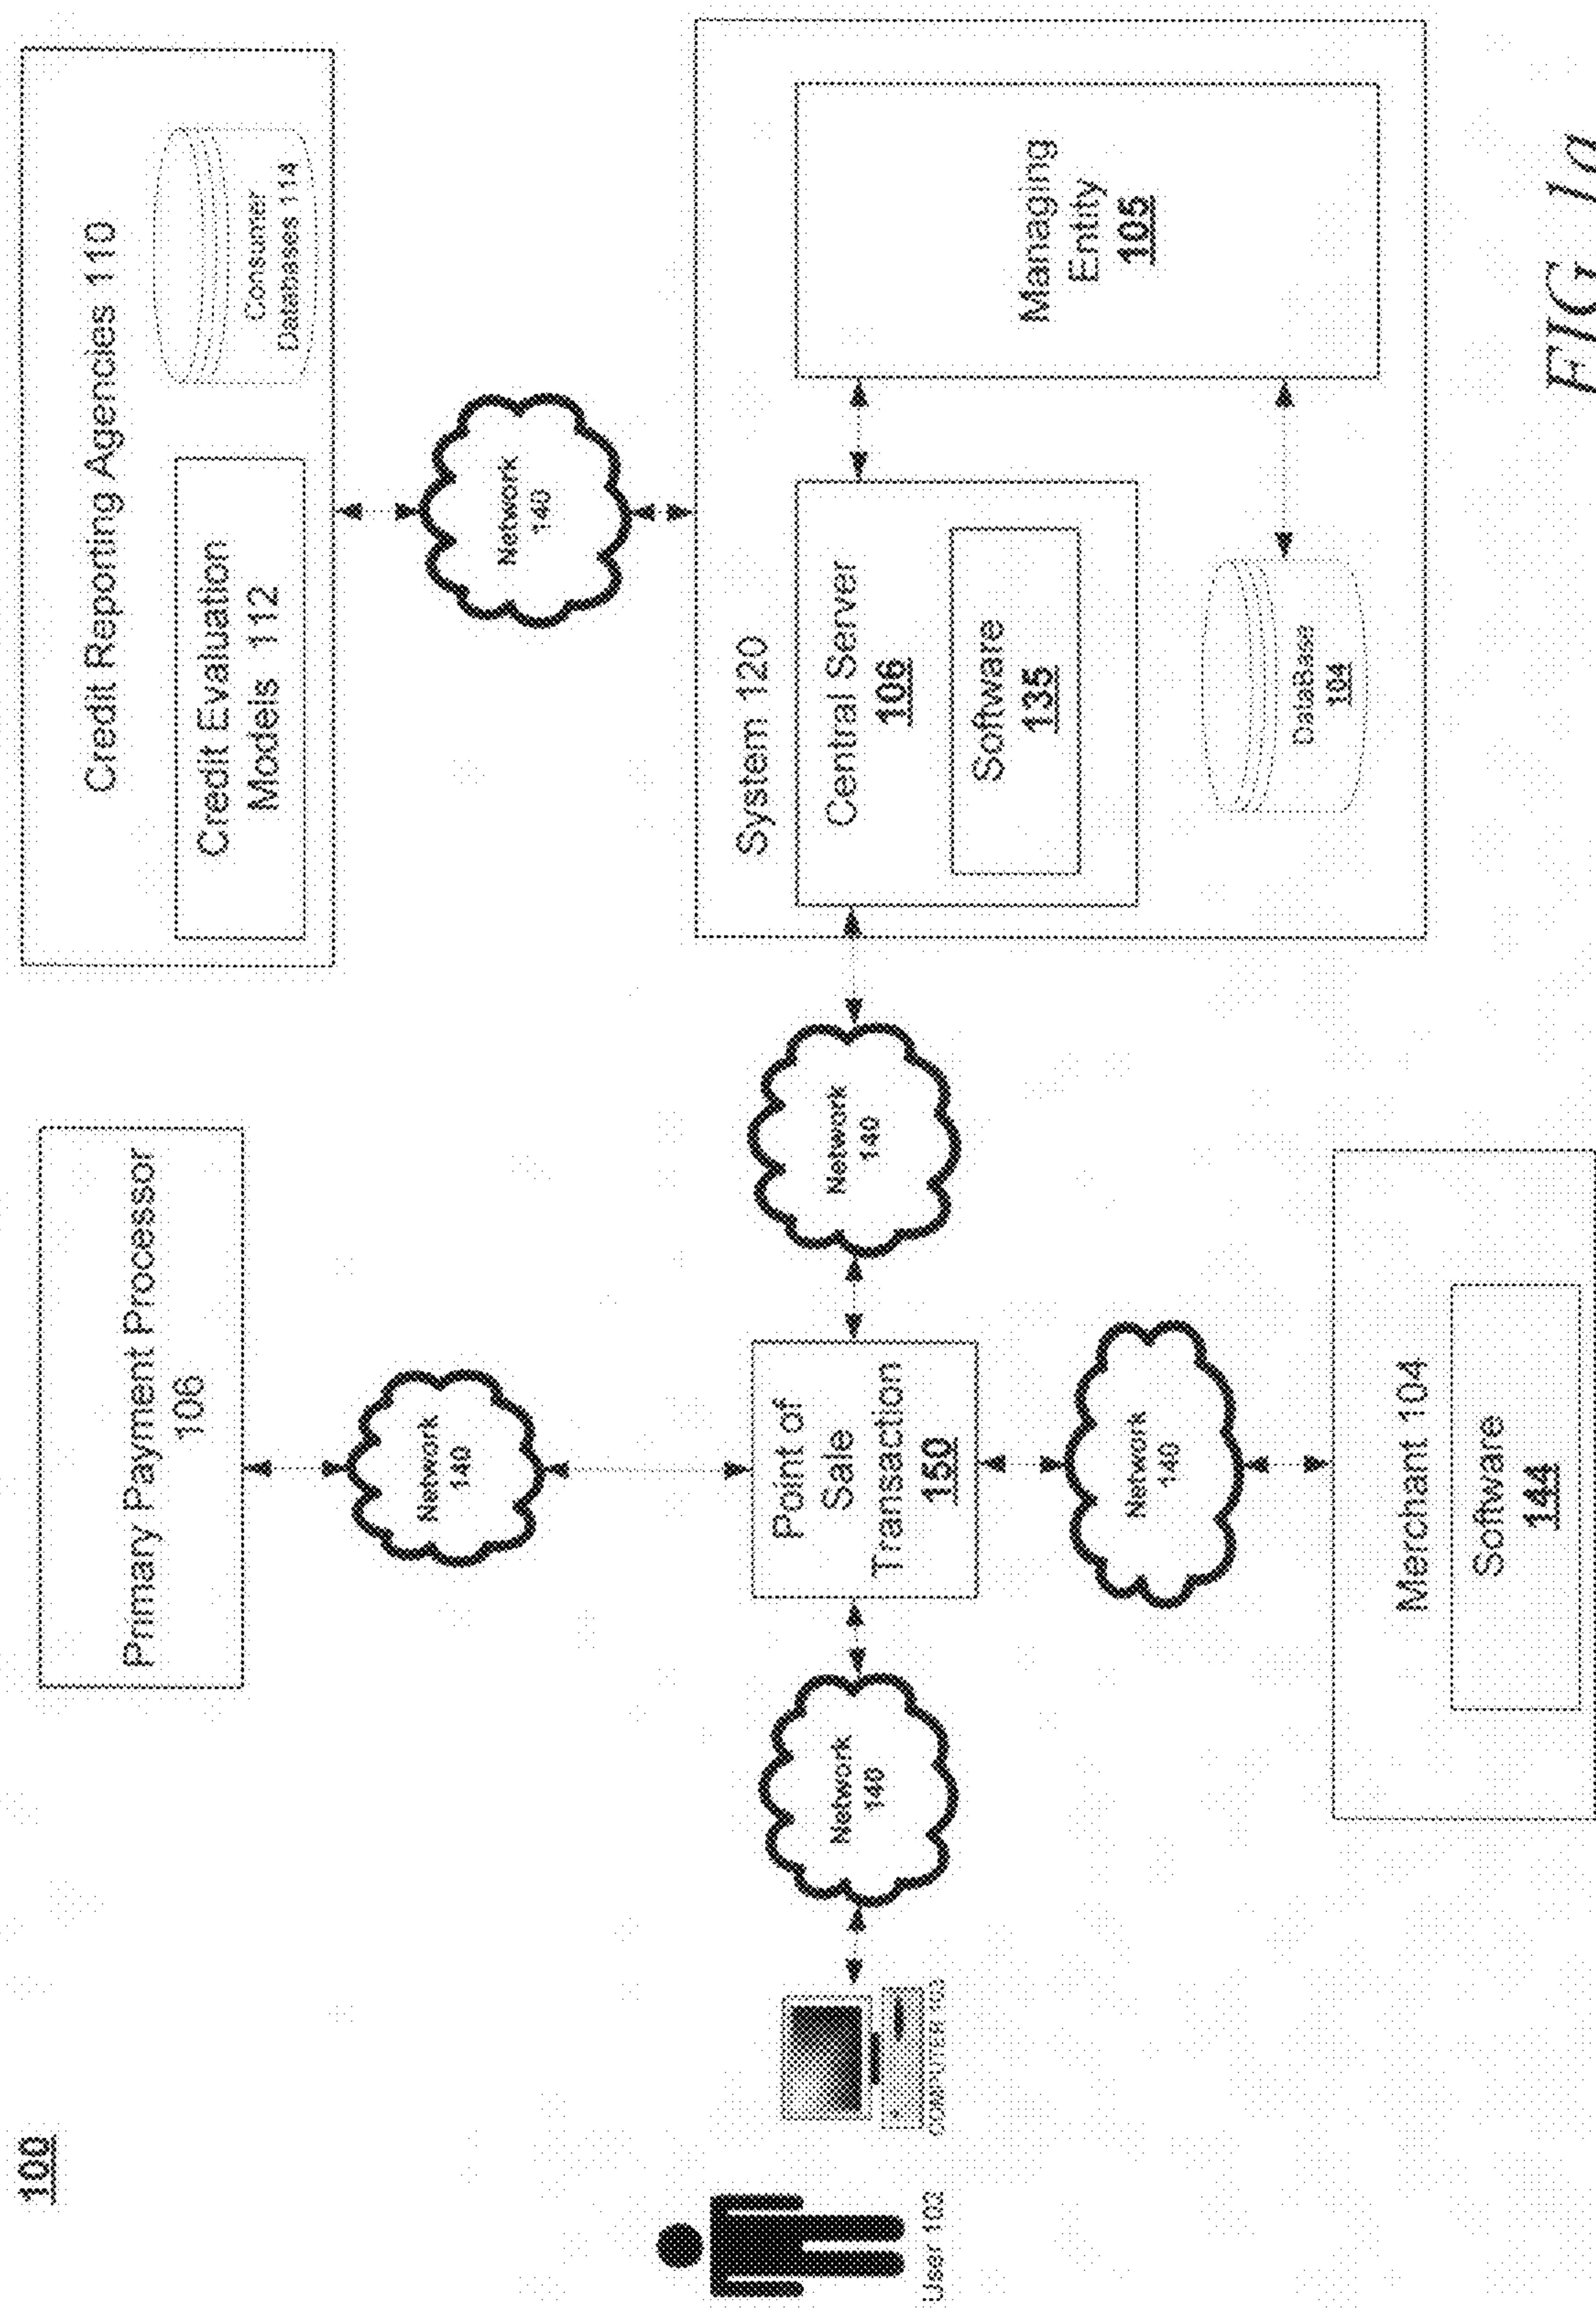 100
Primary Payment Processor
106
Credit Reporting Agencies 110
Credit Evaluation
Models 112
Consumer
Databases 114
Network
140
Network
140
User 102
COMPUTER 103
Network
140
Point of
Sale
Transaction
150
Network
140
System 120
Central Server
106
Software
135
DataBase
104
Managing
Entity
105
Network
140
Merchant 104
Software
144
FIG. 1a